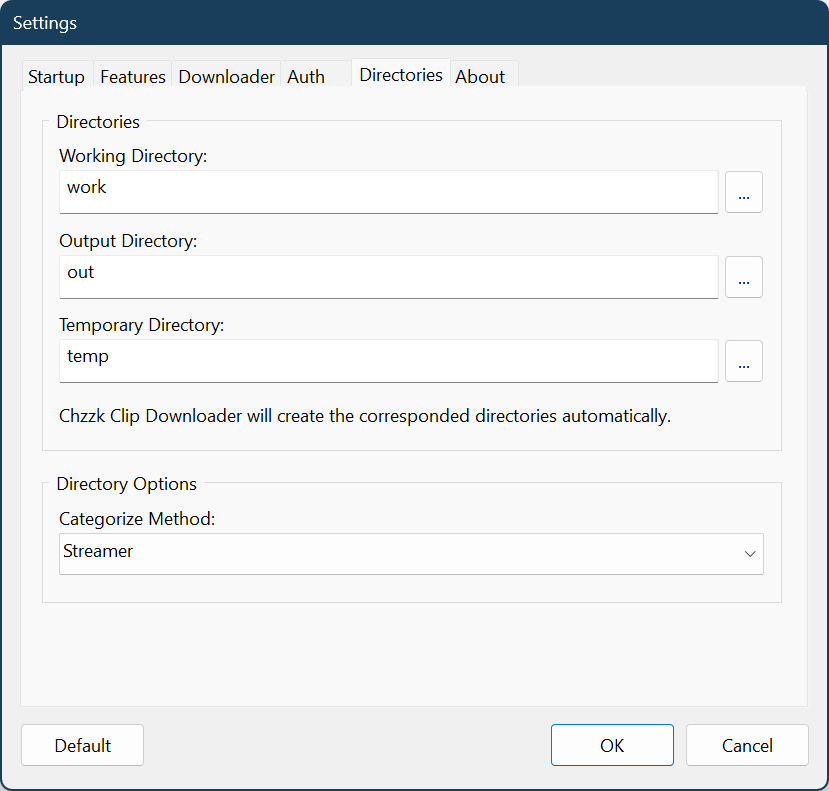 Settings
Startup Features Downloader Auth Directories About
Directories
Working Directory:
work
...
Output Directory:
out
...
Temporary Directory:
temp
...
Chzzk Clip Downloader will create the corresponded directories automatically.
Directory Options
Categorize Method:
Streamer
Default OK Cancel